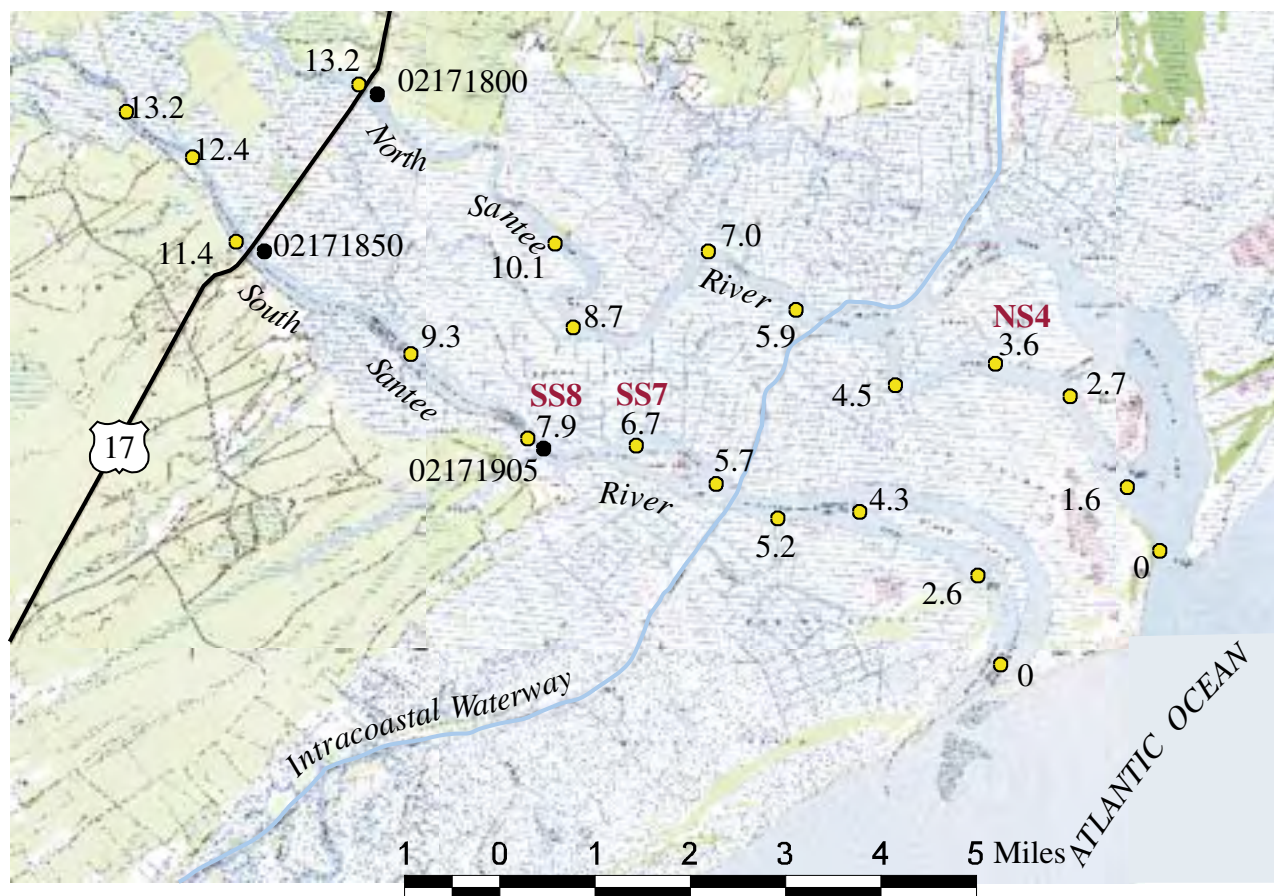 13.2
02171800
13.2
12.4
North
Santee
7.0
11.4
02171850
10.1
River
South
8.7
5.9
NS4
3.6
9.3
Santee
SS8
SS7
4.5
2.7
7.9
6.7
17
02171905
5.7
River
4.3
1.6
5.2
0
2.6
0
Intracoastal Waterway
ATLANTIC OCEAN
1 0 1 2 3 4 5 Miles